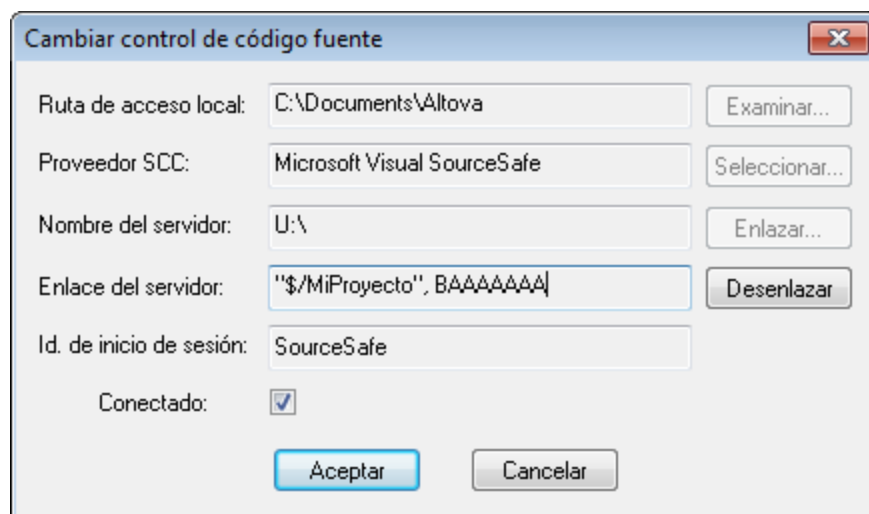 Cambiar control de código fuente
Ruta de acceso local: C:\Documents\Altova Examinar...
Proveedor SCC: Microsoft Visual SourceSafe Seleccionar...
Nombre del servidor: U:\ Enlazar...
Enlace del servidor: "$/MiProyecto", BAAAAAAA Desenlazar
Id. de inicio de sesión: SourceSafe
Conectado:
Aceptar Cancelar